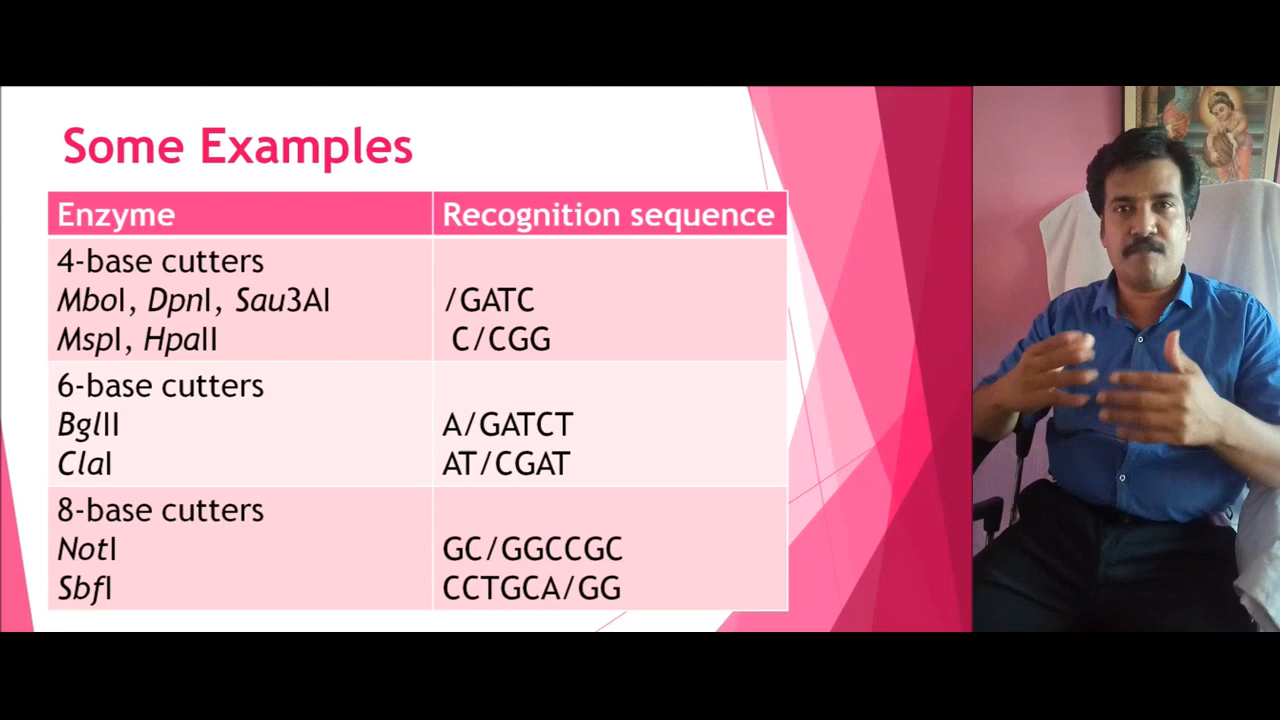 Some Examples
Enzyme Recognition sequence
4-base cutters
MboI, DpnI, Sau3AI /GATC
MspI, HpaII C/CGG
6-base cutters
BglII A/GATCT
ClaI AT/CGAT
8-base cutters
NotI GC/GGCCGC
SbfI CCTGCA/GG